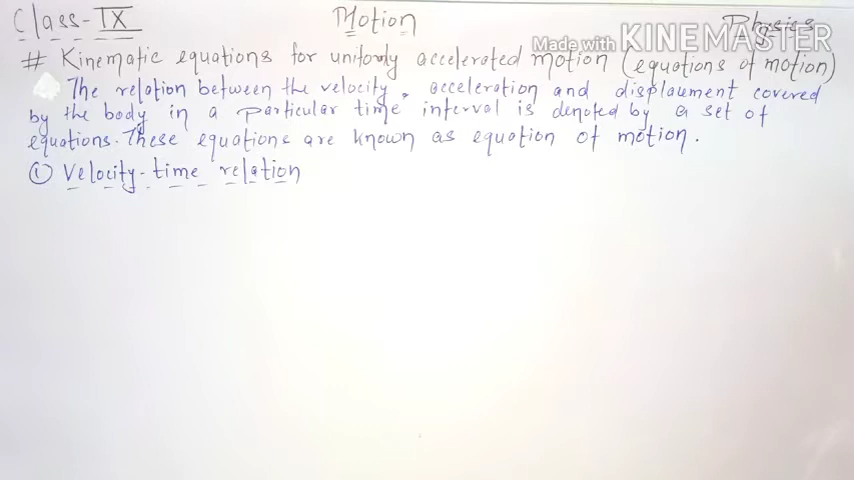 Class-IX Motion Physics
Made with KINEMASTER
# Kinematic equations for uniformly accelerated motion (equations of motion)
The relation between the velocity, acceleration and displacement covered
by the body in a particular time interval is denoted by a set of
equations. These equations are known as equation of motion.
① Velocity-time relation